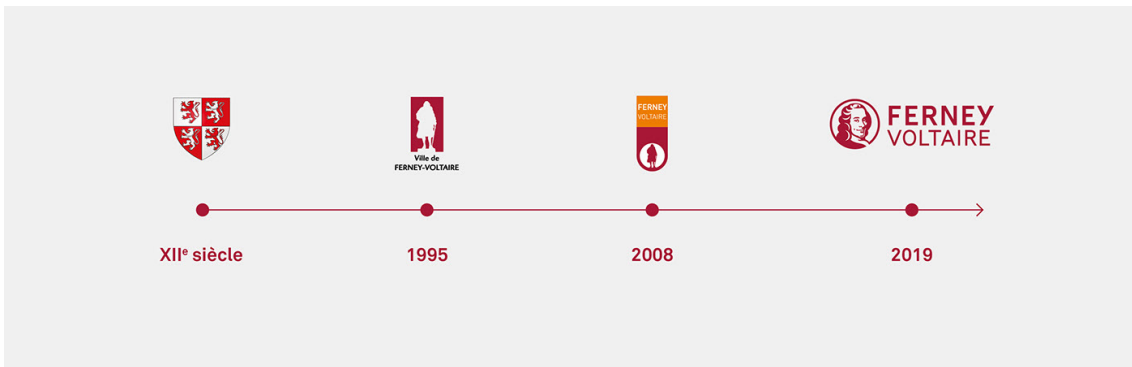 Ville de
FERNEY-VOLTAIRE
FERNEY
VOLTAIRE
FERNEY
VOLTAIRE
XIIe siècle
1995
2008
2019